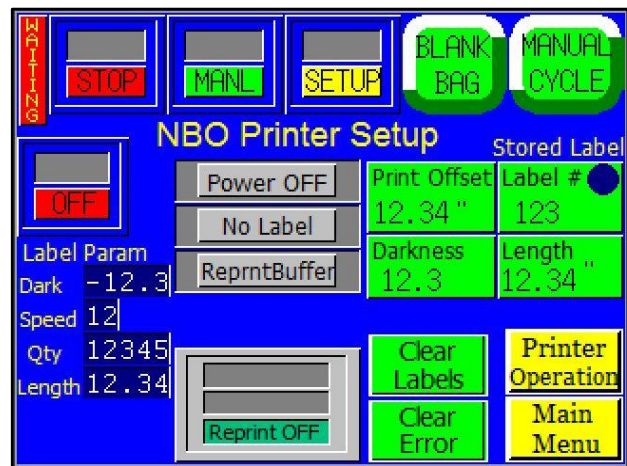 WAITING
STOP
MANL
SETUP
BLANK
BAG
MANUAL
CYCLE
NBO Printer Setup
Stored Label
OFF
Power OFF
No Label
ReprntBuffer
Print Offset
12.34 "
Label #
123
Darkness
12.3
Length
12.34 "
Label Param
Dark -12.3
Speed 12
Qty 12345
Length 12.34
Reprint OFF
Clear
Labels
Clear
Error
Printer
Operation
Main
Menu